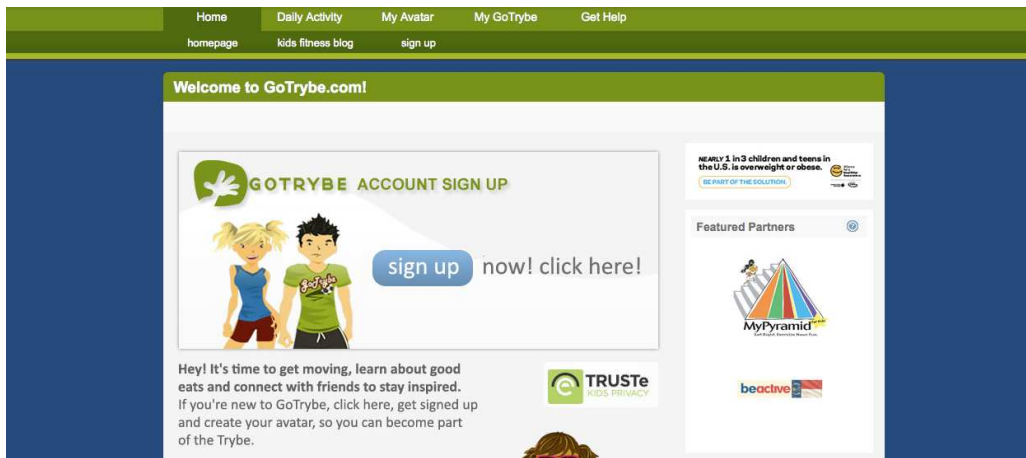 Home Daily Activity My Avatar My GoTrybe Get Help
homepage kids fitness blog sign up
Welcome to GoTrybe.com!
GOTRYBE ACCOUNT SIGN UP
GoTrybe
sign up now! click here!
Hey! It's time to get moving, learn about good
eats and connect with friends to stay inspired.
If you're new to GoTrybe, click here, get signed up
and create your avatar, so you can become part
of the Trybe.
TRUSTe
KIDS PRIVACY
NEARLY 1 in 3 children and teens in
the U.S. is overweight or obese.
BE PART OF THE SOLUTION.
Featured Partners
MyPyramid
beactive